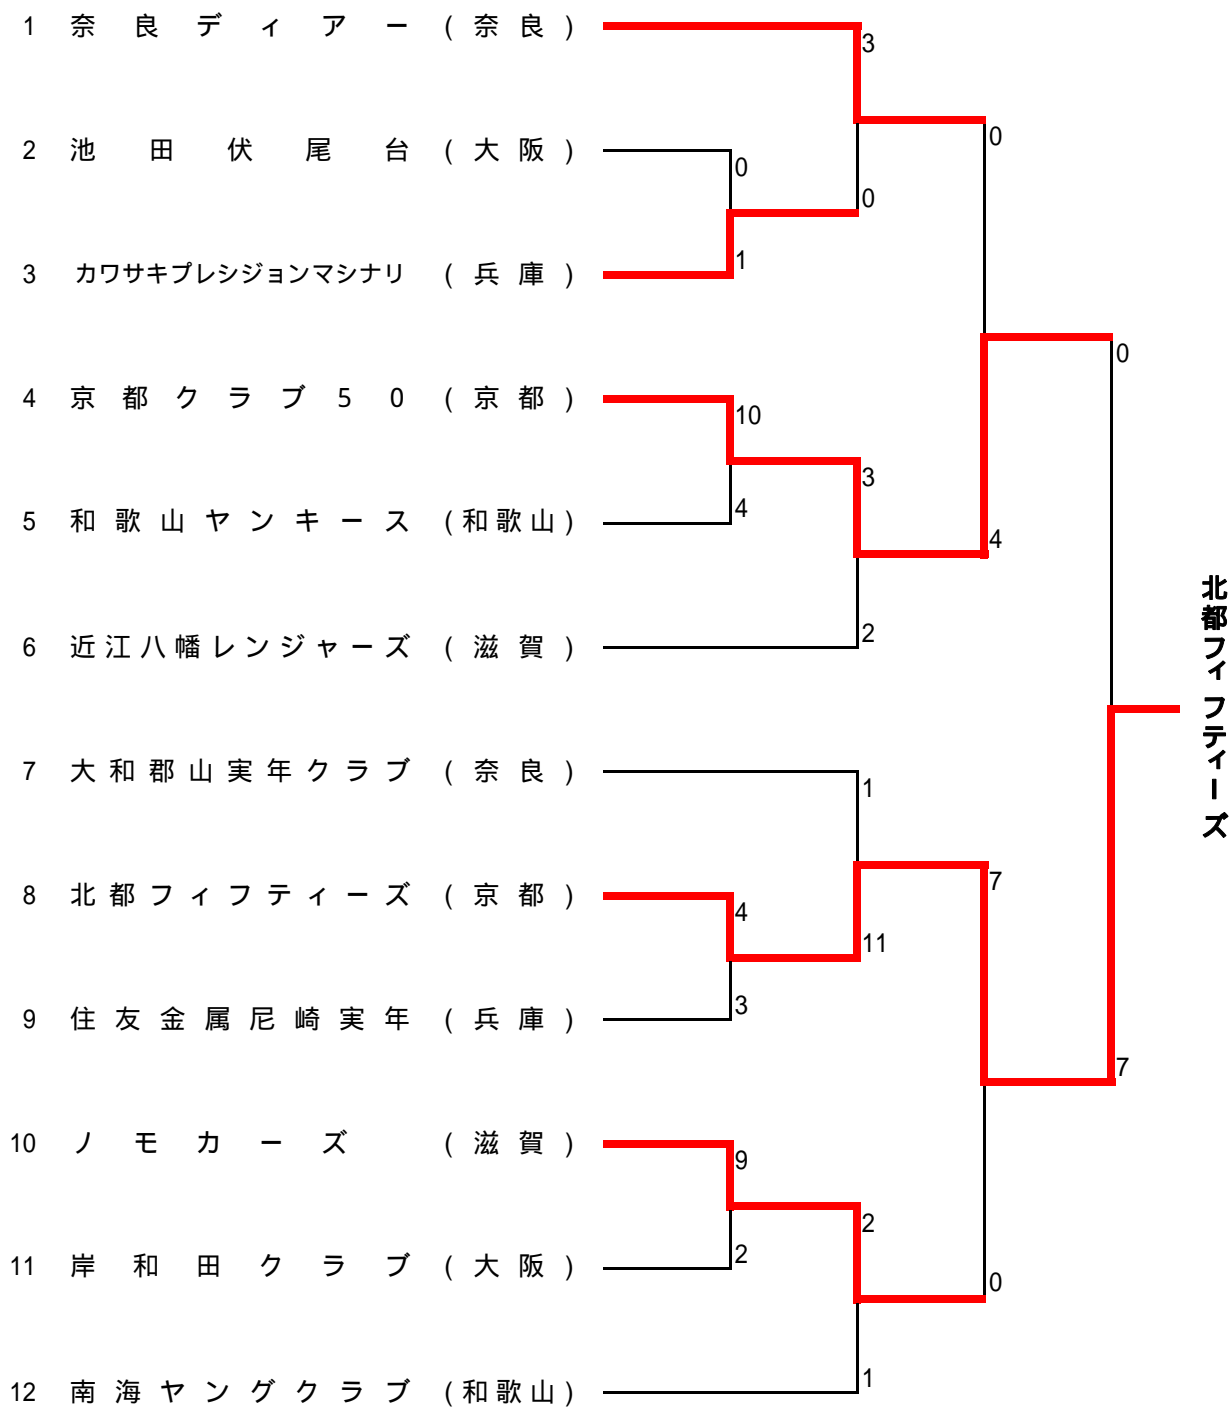 1 奈良ディアー (奈良)
3
0
2 池田伏尾台 (大阪)
0
0
1
3 カワサキプレシジョンマシナリ (兵庫)
0
4 京都クラブ50 (京都)
10
3
4
5 和歌山ヤンキース (和歌山)
4
2
6 近江八幡レンジャーズ (滋賀)
北都フィフティーズ
7 大和郡山実年クラブ (奈良)
1
7
8 北都フィフティーズ (京都)
4
11
3
9 住友金属尼崎実年 (兵庫)
7
10 ノモカーズ (滋賀)
9
2
2
11 岸和田クラブ (大阪)
0
1
12 南海ヤングクラブ (和歌山)